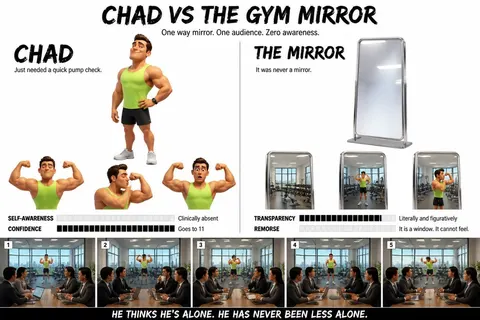 CHAD VS THE GYM MIRROR
One way mirror. One audience. Zero awareness.
CHAD
Just needed a quick pump check.
THE MIRROR
It was never a mirror.
SELF-AWARENESS Clinically absent
CONFIDENCE Goes to 11
TRANSPARENCY Literally and figuratively
REMORSE It is a window. It cannot feel.
1 2 3 4 5
HE THINKS HE'S ALONE. HE HAS NEVER BEEN LESS ALONE.